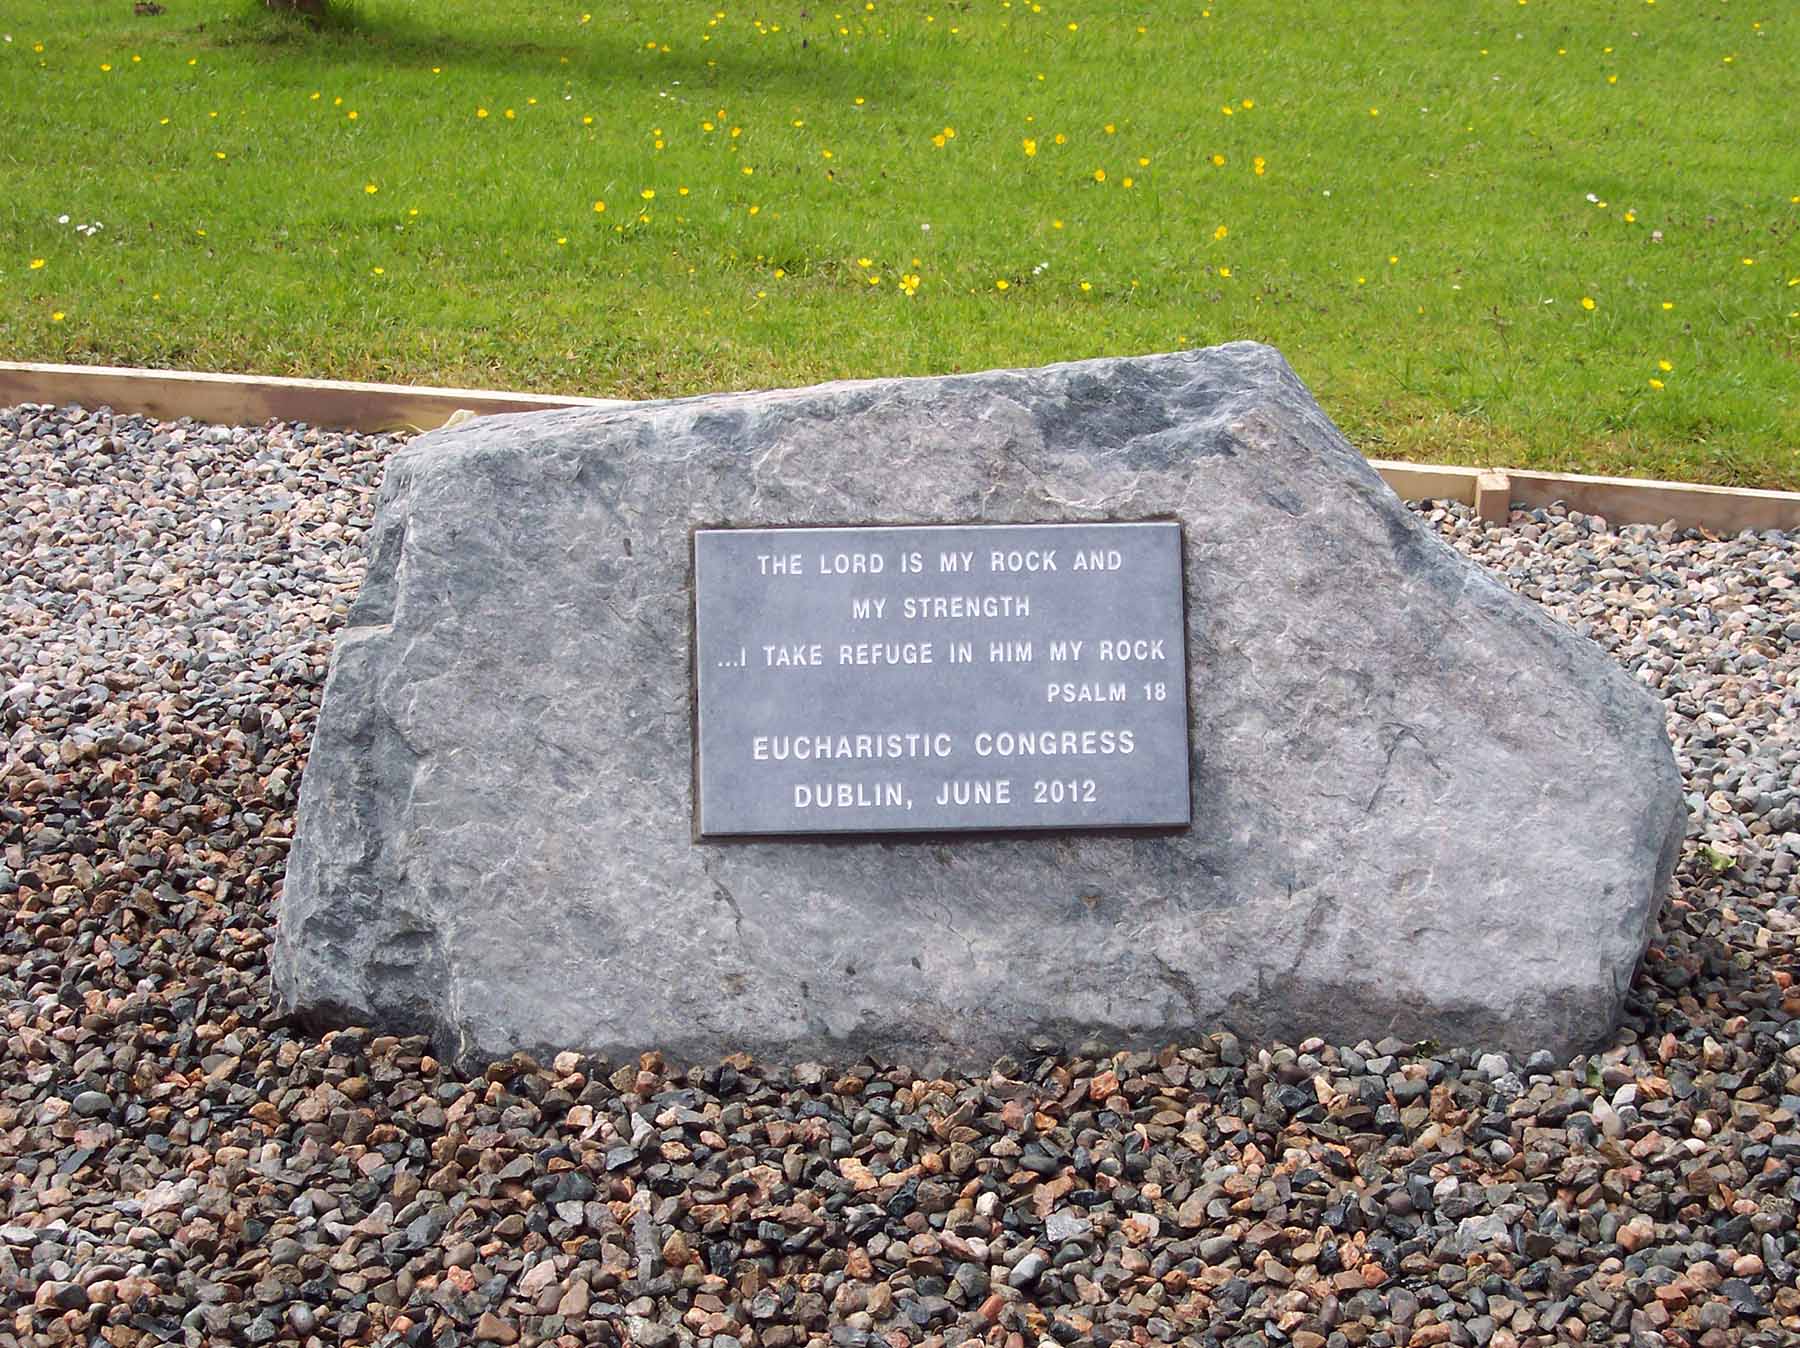 THE LORD IS MY ROCK AND
MY STRENGTH
...I TAKE REFUGE IN HIM MY ROCK
PSALM 18
EUCHARISTIC CONGRESS
DUBLIN, JUNE 2012